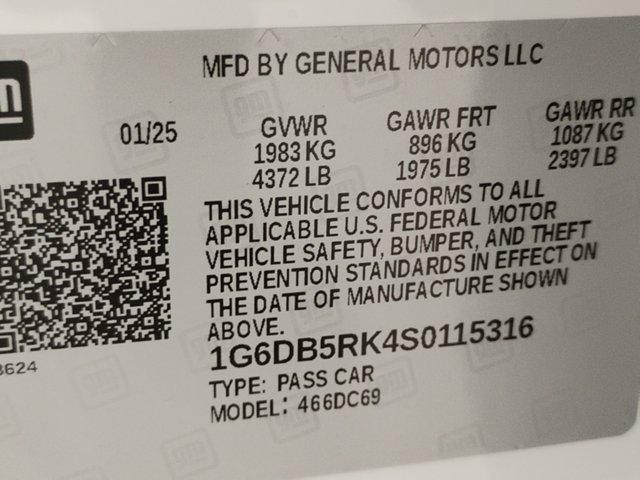 MFD BY GENERAL MOTORS LLC
01/25
GVWR GAWR FRT GAWR RR
1983 KG 896 KG 1087 KG
4372 LB 1975 LB 2397 LB
THIS VEHICLE CONFORMS TO ALL
APPLICABLE U.S. FEDERAL MOTOR
VEHICLE SAFETY, BUMPER, AND THEFT
PREVENTION STANDARDS IN EFFECT ON
THE DATE OF MANUFACTURE SHOWN
ABOVE.
1G6DB5RK4S0115316
3624
TYPE: PASS CAR
MODEL: 466DC69